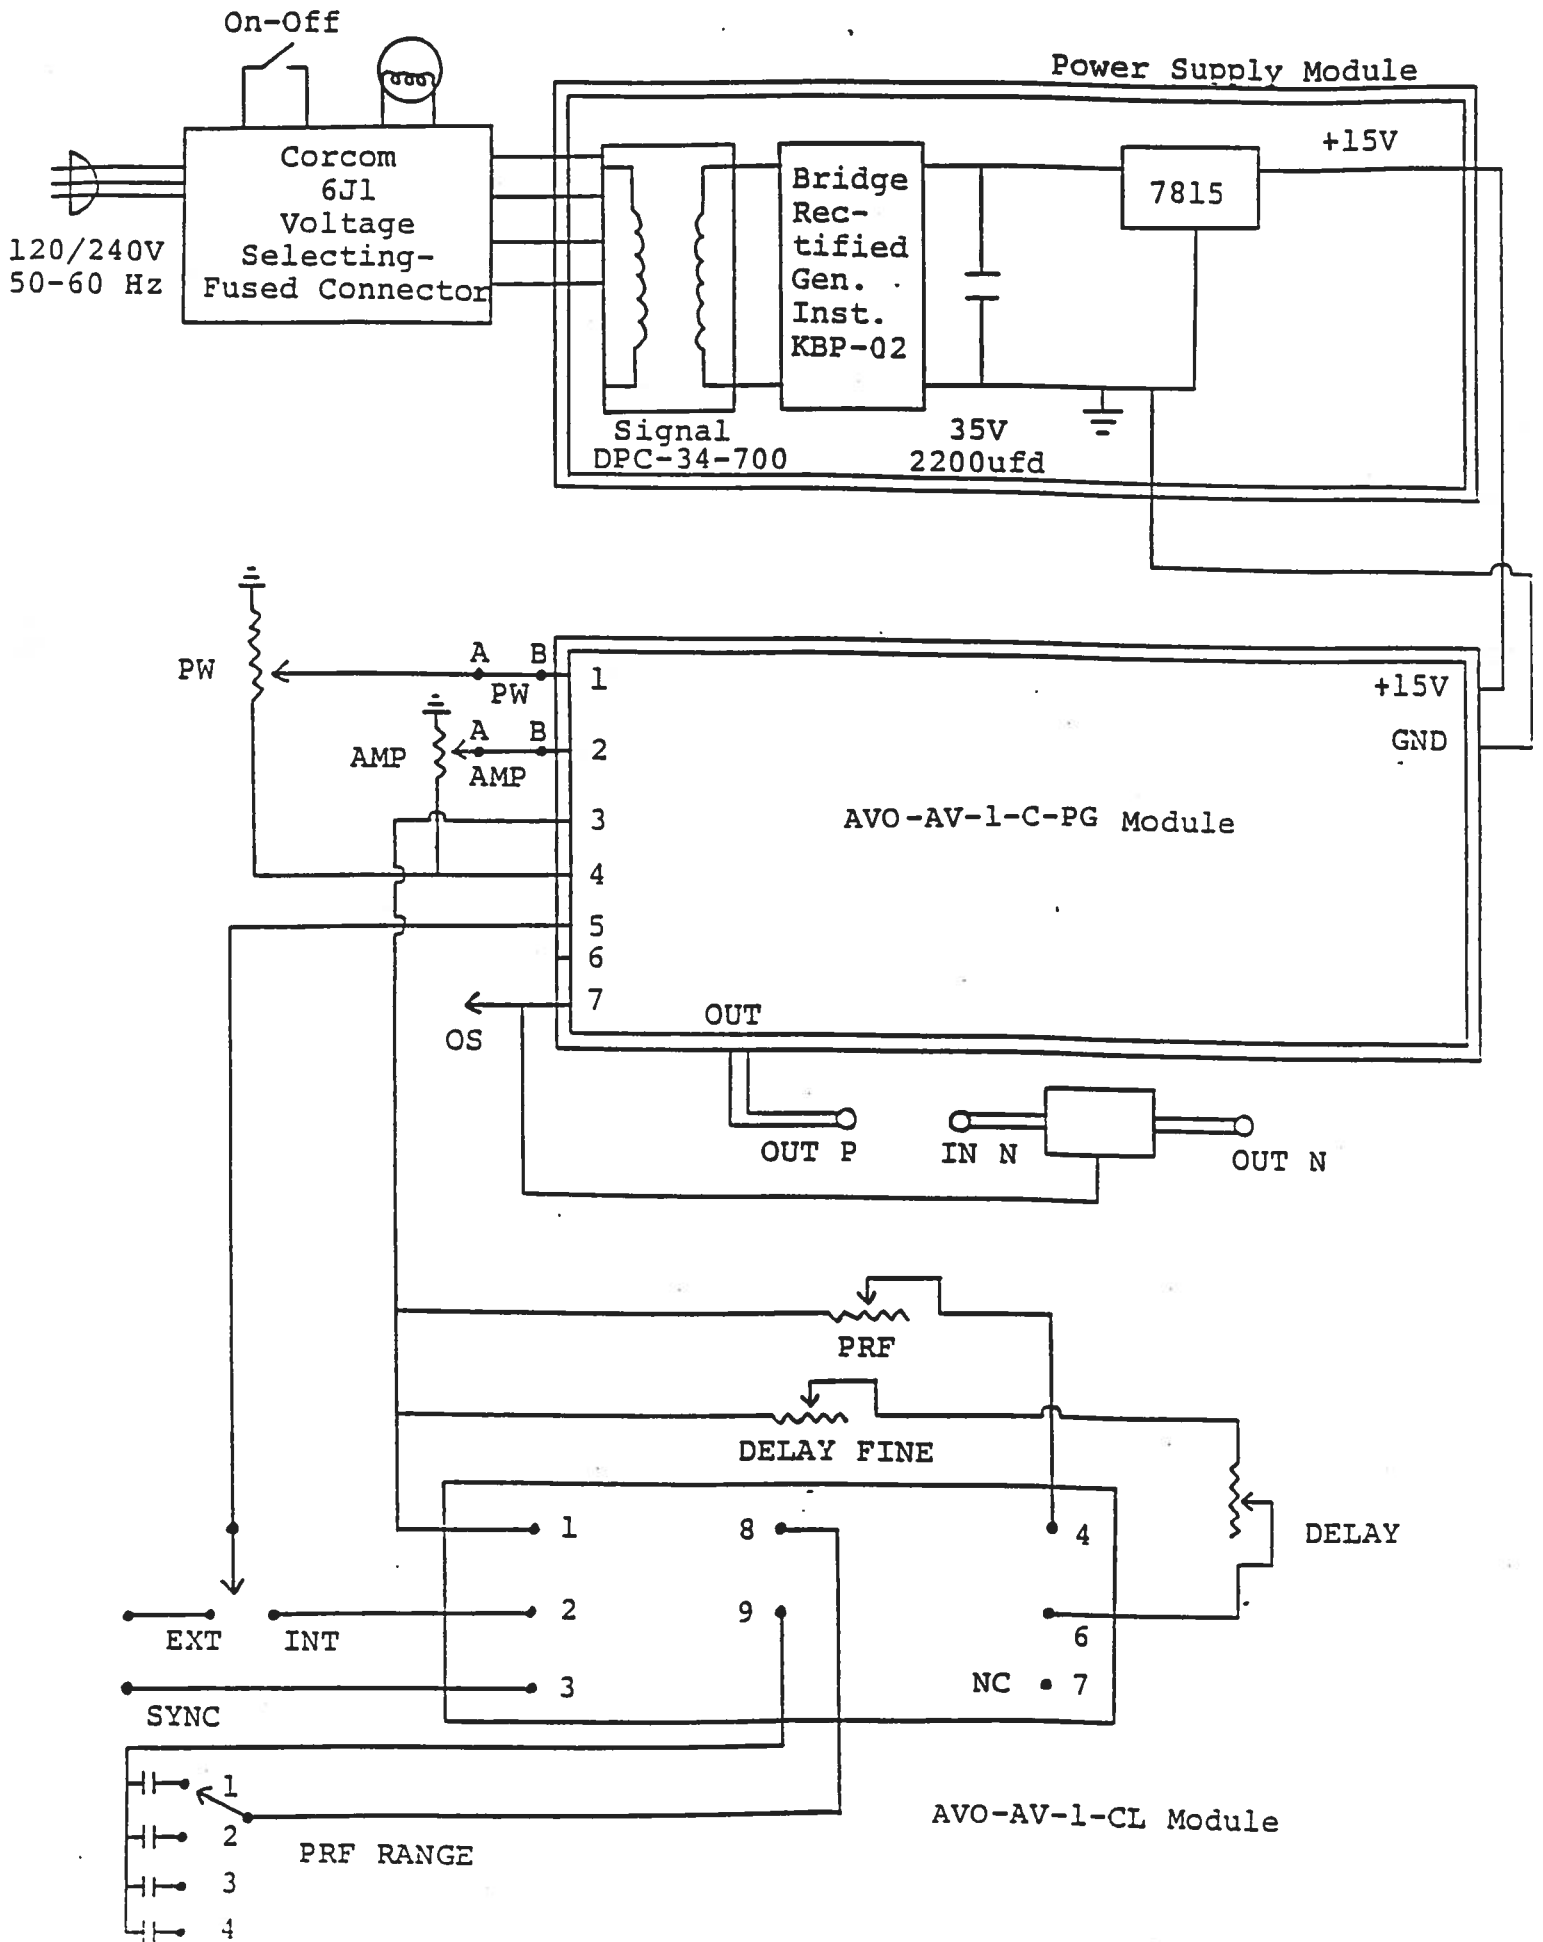 On-Off
Power Supply Module
Corcom
6J1
Voltage
Selecting-
Fused Connector
120/240V
50-60 Hz
Bridge
Rec-
tified
Gen.
Inst.
KBP-02
7815
+15V
Signal
DPC-34-700
35V
2200ufd
PW
A B
PW
1
+15V
AMP
A B
AMP
2
GND
3
AVO-AV-1-C-PG Module
4
5
6
7
OS
OUT
OUT P
IN N
OUT N
PRF
DELAY FINE
1
8
4
DELAY
2
9
6
EXT
INT
3
NC
7
SYNC
1
2
3
4
PRF RANGE
AVO-AV-1-CL Module